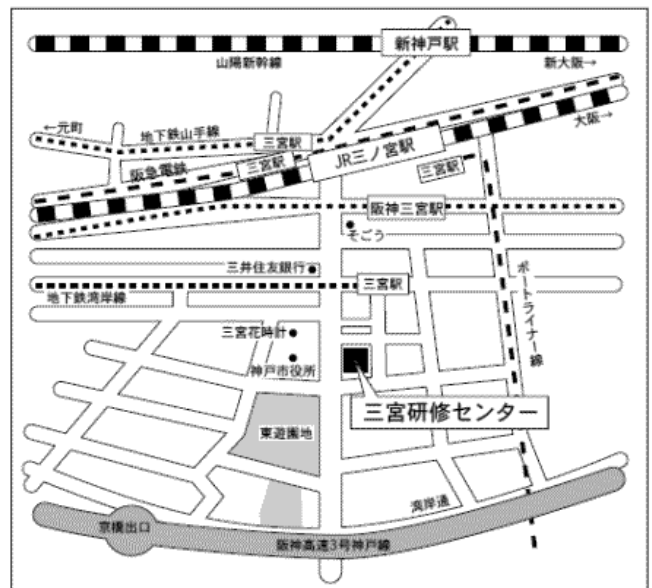 新神戸駅
山陽新幹線
新大阪→
←元町
地下鉄山手線
三宮駅
大阪→
JR三ノ宮駅
三宮駅
阪急電鉄
三宮駅
阪神三宮駅
そごう
三井住友銀行
三宮駅
地下鉄湾岸線
ポートライナー線
三宮花時計
神戸市役所
三宮研修センター
東遊園地
湾岸通
京橋出口
阪神高速3号神戸線